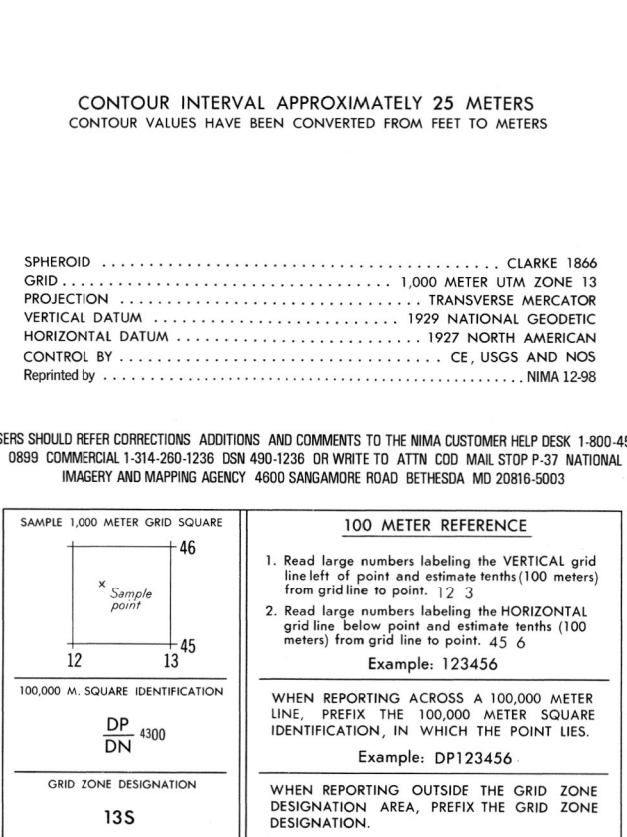 CONTOUR INTERVAL APPROXIMATELY 25 METERS
CONTOUR VALUES HAVE BEEN CONVERTED FROM FEET TO METERS
SPHEROID ........................................ CLARKE 1866
GRID .................................. 1,000 METER UTM ZONE 13
PROJECTION ............................... TRANSVERSE MERCATOR
VERTICAL DATUM .......................... 1929 NATIONAL GEODETIC
HORIZONTAL DATUM ......................... 1927 NORTH AMERICAN
CONTROL BY ................................. CE, USGS AND NOS
Reprinted by ............................................ NIMA 12-98
SERS SHOULD REFER CORRECTIONS ADDITIONS AND COMMENTS TO THE NIMA CUSTOMER HELP DESK 1-800-45
0899 COMMERCIAL 1-314-260-1236 DSN 490-1236 OR WRITE TO ATTN COD MAIL STOP P-37 NATIONAL
IMAGERY AND MAPPING AGENCY 4600 SANGAMORE ROAD BETHESDA MD 20816-5003
SAMPLE 1,000 METER GRID SQUARE
46
x
Sample
point
45
12 13
100,000 M. SQUARE IDENTIFICATION
DP
DN 4300
GRID ZONE DESIGNATION
13S
100 METER REFERENCE
1. Read large numbers labeling the VERTICAL grid
line left of point and estimate tenths (100 meters)
from grid line to point. 12 3
2. Read large numbers labeling the HORIZONTAL
grid line below point and estimate tenths (100
meters) from grid line to point. 45 6
Example: 123456
WHEN REPORTING ACROSS A 100,000 METER
LINE, PREFIX THE 100,000 METER SQUARE
IDENTIFICATION, IN WHICH THE POINT LIES.
Example: DP123456
WHEN REPORTING OUTSIDE THE GRID ZONE
DESIGNATION AREA, PREFIX THE GRID ZONE
DESIGNATION.